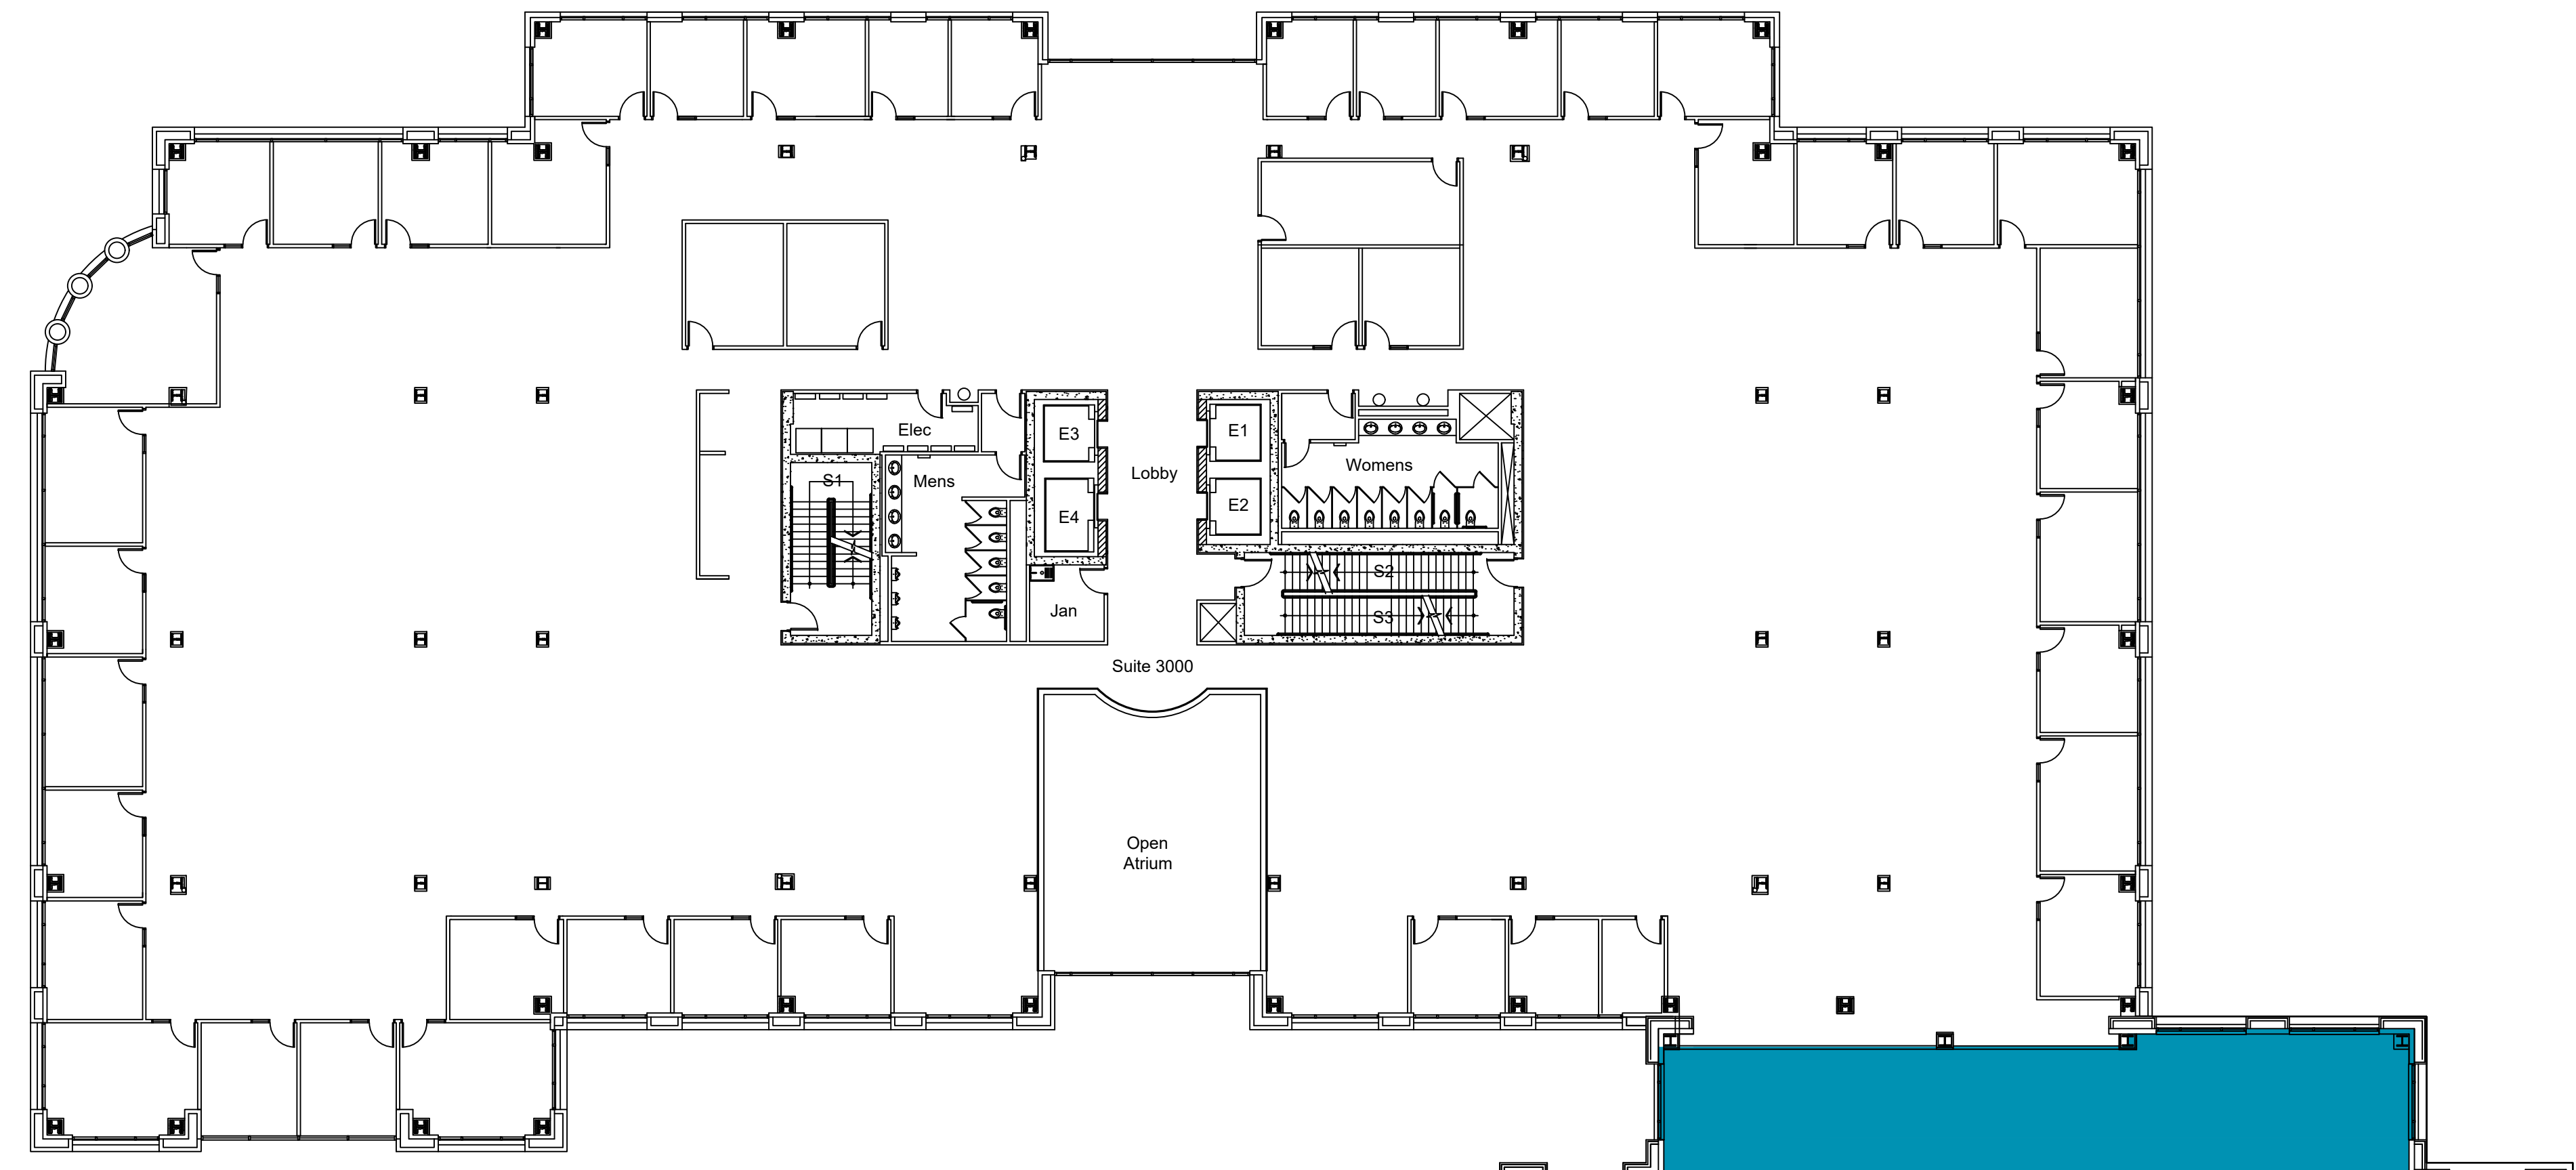 Elec
E3
E1
Lobby
Womens
S1
Mens
E2
E4
S2
Jan
S3
Suite 3000
Open
Atrium